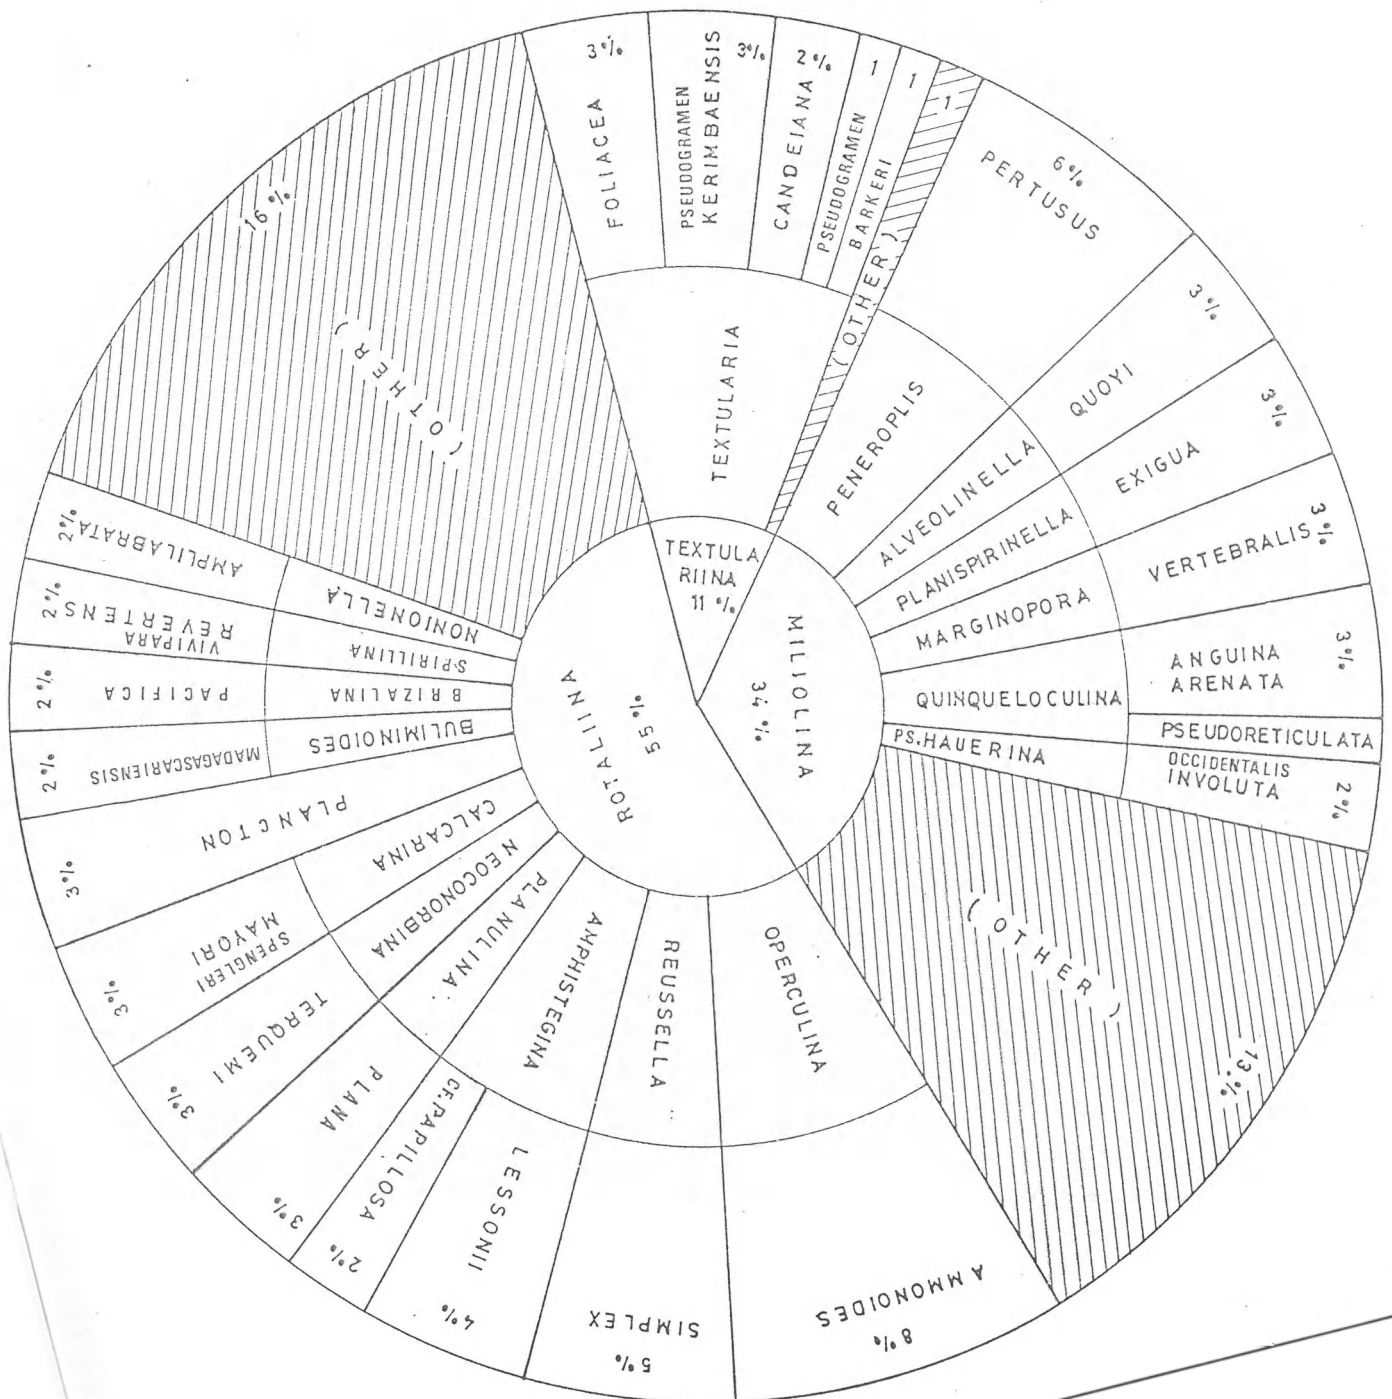 TEXTULA
RIINA
11 %
MILIOLINA
34 %
ROTALIINA
55 %
TEXTULARIA
FOLIACEA
3%
PSEUDOGRAMEN
KERIMBAENSIS
3%
CANDEIANA
2%
PSEUDOGRAMEN
1
BARKERI
1
(OTHER)
1
PENEROPLIS
PERTUSUS
6%
ALVEOLINELLA
QUOYI
3%
PLANISPIRINELLA
EXIGUA
3%
MARGINOPORA
VERTEBRALIS
3%
QUINQUELOCULINA
ANGUINA
ARENATA
3%
PSEUDORETICULATA
PS.HAUERINA
OCCIDENTALIS
INVOLUTA
2%
(OTHER)
13%
OPERCULINA
AMMONOIDES
8%
REUSSELLA
SIMPLEX
5%
AMPHISTEGINA
LESSONII
4%
CF.PAPILLOSA
2%
PLANULINA
PLANA
3%
NEOCONORBINA
TERQUEMI
3%
CALCARINA
SPENGLERI
MAYORI
3%
PLANCTON
3%
BULIMINOIDES
MADAGASCARIENSIS
2%
BRIZALINA
PACIFICA
2%
SPIRILLINA
VIVIPARA
REVERTENS
2%
NONIONELLA
AMPLILABRATA
2%
(OTHER)
16%